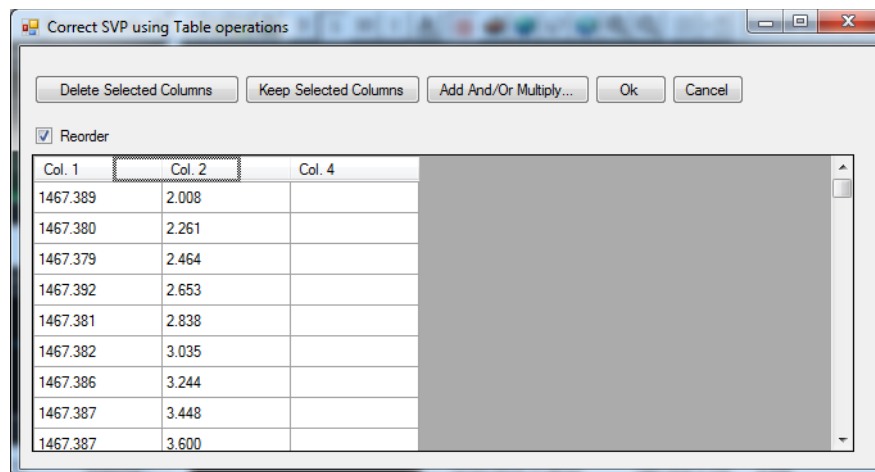 Correct SVP using Table operations
Delete Selected Columns Keep Selected Columns Add And/Or Multiply... Ok Cancel
Reorder
Col. 1 Col. 2 Col. 4
1467.389 2.008
1467.380 2.261
1467.379 2.464
1467.392 2.653
1467.381 2.838
1467.382 3.035
1467.386 3.244
1467.387 3.448
1467.387 3.600